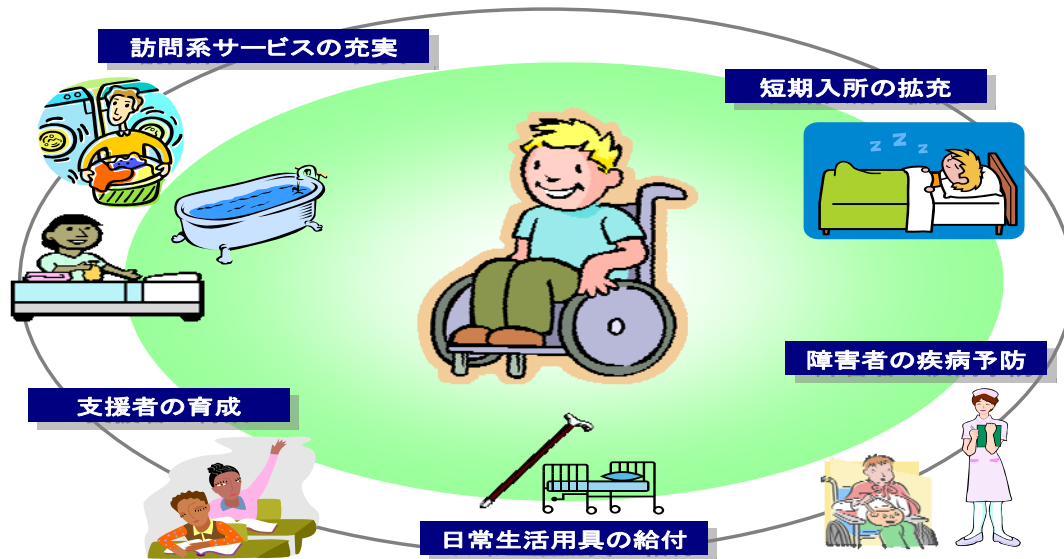 訪問系サービスの充実
短期入所の拡充
z z z
障害者の疾病予防
支援者の育成
日常生活用具の給付